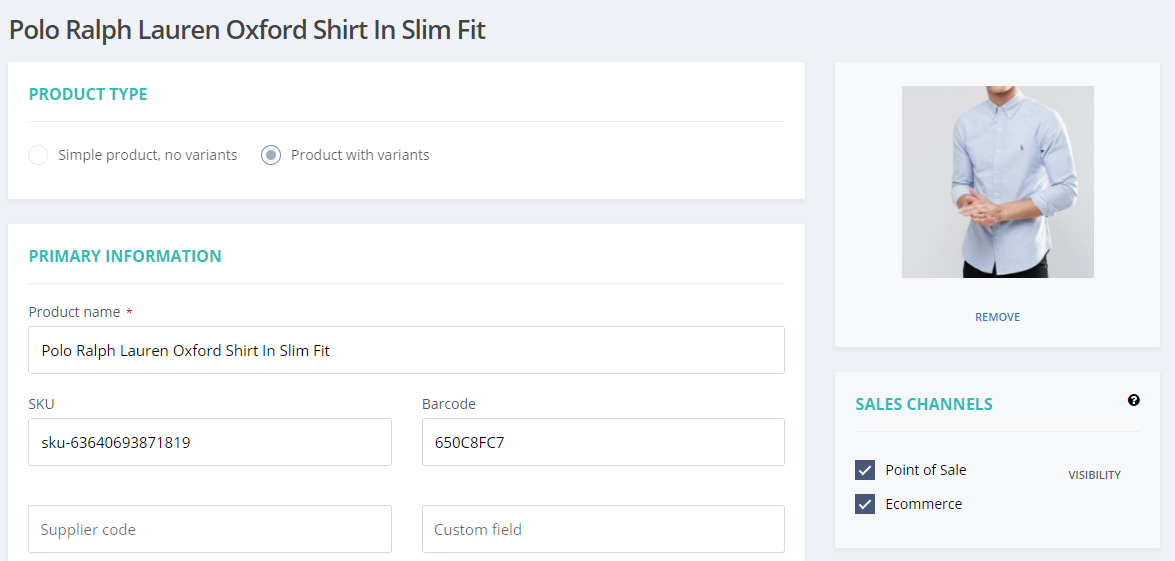 Polo Ralph Lauren Oxford Shirt In Slim Fit
PRODUCT TYPE
Simple product, no variants
Product with variants
PRIMARY INFORMATION
Product name *
Polo Ralph Lauren Oxford Shirt In Slim Fit
SKU
Barcode
sku-63640693871819
650C8FC7
Supplier code
Custom field
REMOVE
SALES CHANNELS
?
Point of Sale
VISIBILITY
Ecommerce